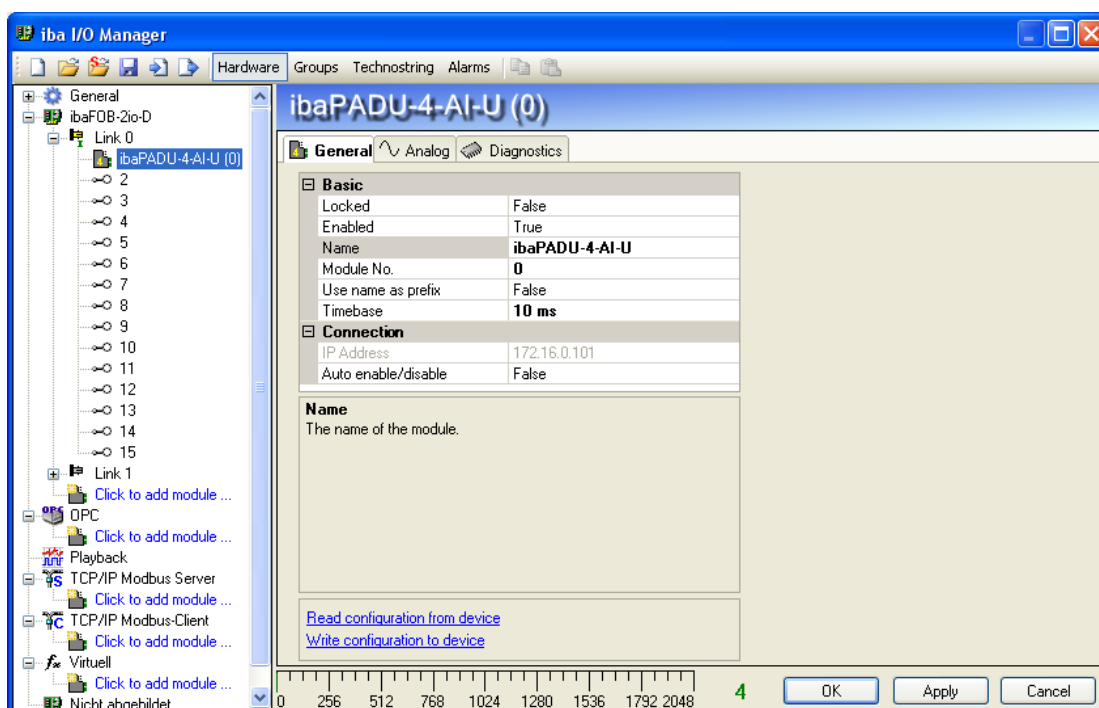 iba I/O Manager
Hardware Groups Technostring Alarms
General
ibaFOB-2io-D
Link 0
ibaPADU-4-AI-U (0)
2
3
4
5
6
7
8
9
10
11
12
13
14
15
Link 1
Click to add module ...
OPC
Click to add module ...
Playback
TCP/IP Modbus Server
Click to add module ...
TCP/IP Modbus-Client
Click to add module ...
Virtuell
Click to add module ...
Nicht abgebildet
ibaPADU-4-AI-U (0)
General Analog Diagnostics
Basic
Locked False
Enabled True
Name ibaPADU-4-AI-U
Module No. 0
Use name as prefix False
Timebase 10 ms
Connection
IP Address 172.16.0.101
Auto enable/disable False
Name
The name of the module.
Read configuration from device
Write configuration to device
0 256 512 768 1024 1280 1536 1792 2048
4
OK Apply Cancel